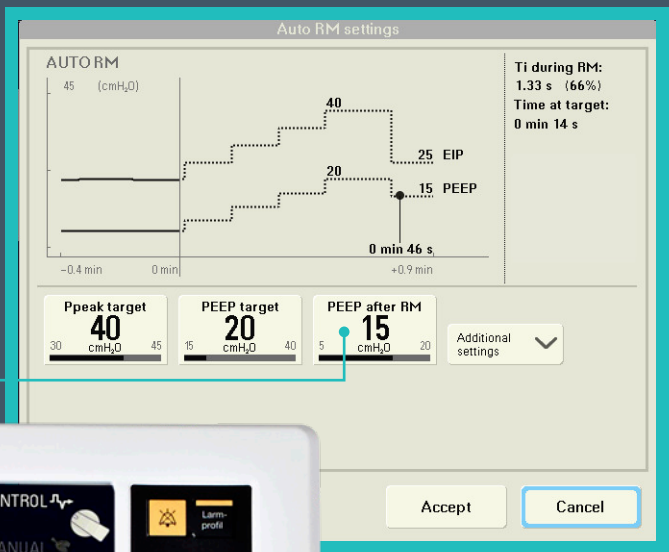 Auto RM settings
AUTO RM
45 (cmH₂O)
40
25 EIP
20
15 PEEP
0 min 46 s
-0.4 min 0 min +0.9 min
Ti during RM:
1.33 s (66%)
Time at target:
0 min 14 s
Ppeak target
40
30 cmH₂O 45
PEEP target
20
15 cmH₂O 40
PEEP after RM
15
5 cmH₂O 20
Additional
settings
Accept
Cancel
NTROL
ANUAL
Larm-
profil